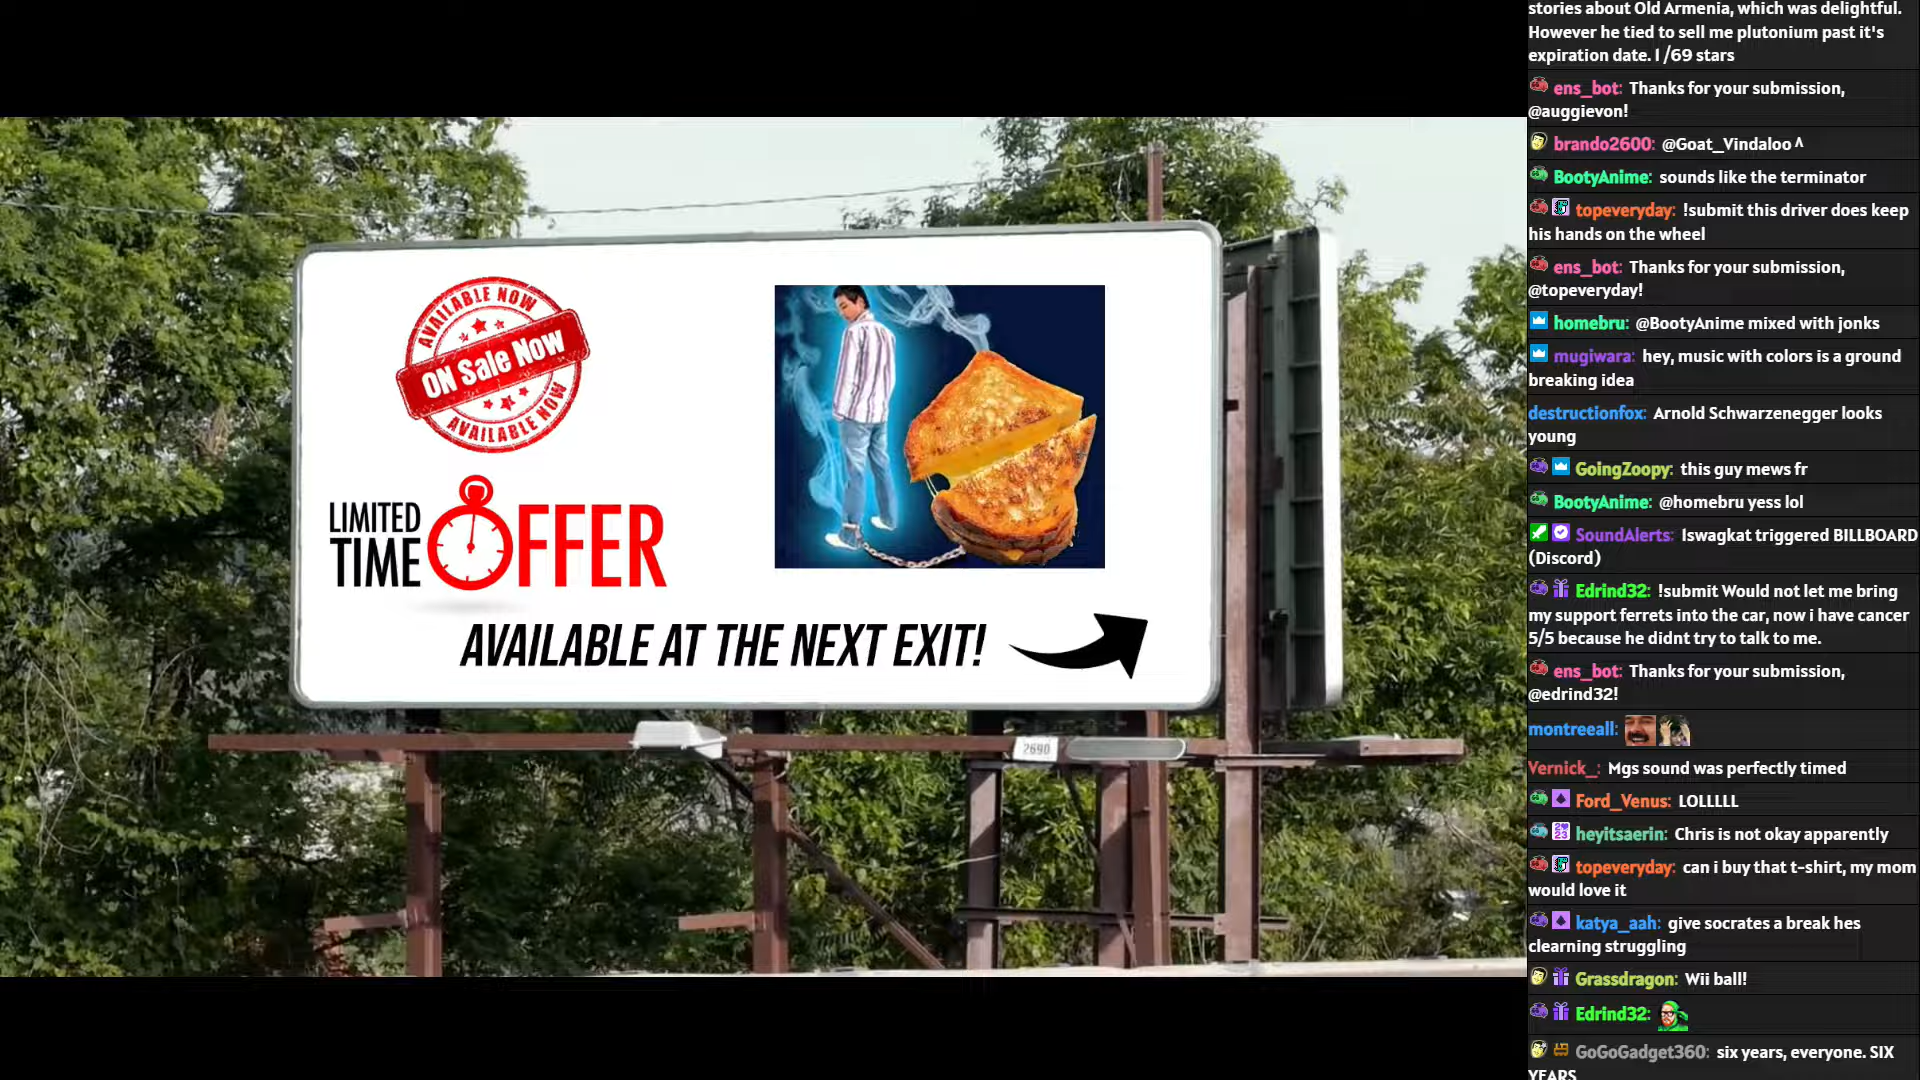 AVAILABLE NOW
ON Sale Now
AVAILABLE NOW
LIMITED
TIME
OFFER
AVAILABLE AT THE NEXT EXIT!
2690
stories about Old Armenia, which was delightful.
However he tied to sell me plutonium past it's
expiration date. 1/69 stars
ens_bot: Thanks for your submission,
@auggievon!
brando2600: @Goat_Vindaloo ^
BootyAnime: sounds like the terminator
topeveryday: !submit this driver does keep
his hands on the wheel
ens_bot: Thanks for your submission,
@topeveryday!
homebru: @BootyAnime mixed with jonks
mugiwara: hey, music with colors is a ground
breaking idea
destructionfox: Arnold Schwarzenegger looks
young
GoingZoopy: this guy mews fr
BootyAnime: @homebru yess lol
SoundAlerts: Iswagkat triggered BILLBOARD
(Discord)
Edrind32: !submit Would not let me bring
my support ferrets into the car, now i have cancer
5/5 because he didnt try to talk to me.
ens_bot: Thanks for your submission,
@edrind32!
montreeall:
Vernick_: Mgs sound was perfectly timed
Ford_Venus: LOLLLLL
heyitsaerin: Chris is not okay apparently
topeveryday: can i buy that t-shirt, my mom
would love it
katya_aah: give socrates a break hes
clearning struggling
Grassdragon: Wii ball!
Edrind32:
GoGoGadget360: six years, everyone. SIX
YEARS